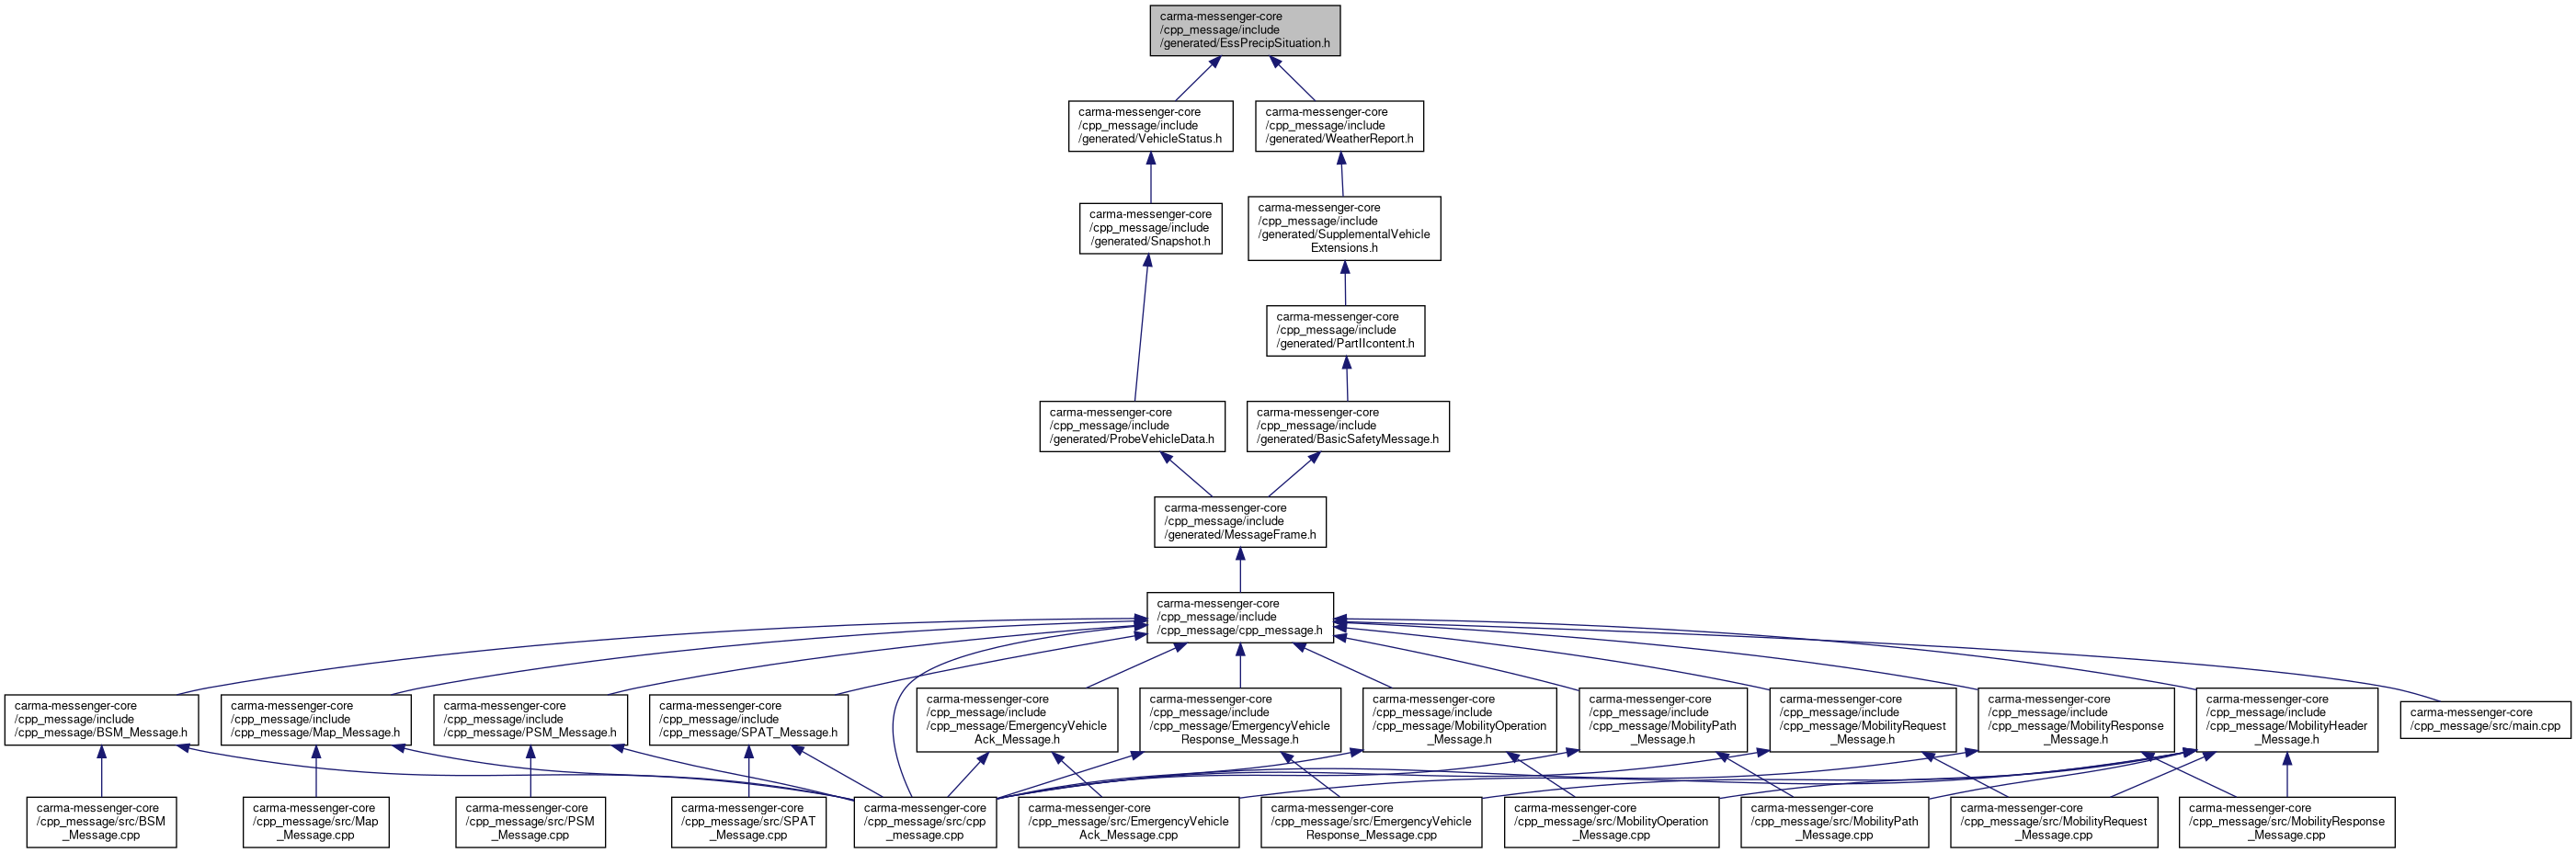 carma-messenger-core
/cpp_message/include
/generated/EssPrecipSituation.h
carma-messenger-core
/cpp_message/include
/generated/VehicleStatus.h
carma-messenger-core
/cpp_message/include
/generated/WeatherReport.h
carma-messenger-core
/cpp_message/include
/generated/Snapshot.h
carma-messenger-core
/cpp_message/include
/generated/SupplementalVehicle
Extensions.h
carma-messenger-core
/cpp_message/include
/generated/PartIIcontent.h
carma-messenger-core
/cpp_message/include
/generated/ProbeVehicleData.h
carma-messenger-core
/cpp_message/include
/generated/BasicSafetyMessage.h
carma-messenger-core
/cpp_message/include
/generated/MessageFrame.h
carma-messenger-core
/cpp_message/include
/cpp_message/cpp_message.h
carma-messenger-core
/cpp_message/include
/cpp_message/BSM_Message.h
carma-messenger-core
/cpp_message/include
/cpp_message/Map_Message.h
carma-messenger-core
/cpp_message/include
/cpp_message/PSM_Message.h
carma-messenger-core
/cpp_message/include
/cpp_message/SPAT_Message.h
carma-messenger-core
/cpp_message/include
/cpp_message/EmergencyVehicle
Ack_Message.h
carma-messenger-core
/cpp_message/include
/cpp_message/EmergencyVehicle
Response_Message.h
carma-messenger-core
/cpp_message/include
/cpp_message/MobilityOperation
_Message.h
carma-messenger-core
/cpp_message/include
/cpp_message/MobilityPath
_Message.h
carma-messenger-core
/cpp_message/include
/cpp_message/MobilityRequest
_Message.h
carma-messenger-core
/cpp_message/include
/cpp_message/MobilityResponse
_Message.h
carma-messenger-core
/cpp_message/include
/cpp_message/MobilityHeader
_Message.h
carma-messenger-core
/cpp_message/src/main.cpp
carma-messenger-core
/cpp_message/src/BSM
_Message.cpp
carma-messenger-core
/cpp_message/src/Map
_Message.cpp
carma-messenger-core
/cpp_message/src/PSM
_Message.cpp
carma-messenger-core
/cpp_message/src/SPAT
_Message.cpp
carma-messenger-core
/cpp_message/src/cpp
_message.cpp
carma-messenger-core
/cpp_message/src/EmergencyVehicle
Ack_Message.cpp
carma-messenger-core
/cpp_message/src/EmergencyVehicle
Response_Message.cpp
carma-messenger-core
/cpp_message/src/MobilityOperation
_Message.cpp
carma-messenger-core
/cpp_message/src/MobilityPath
_Message.cpp
carma-messenger-core
/cpp_message/src/MobilityRequest
_Message.cpp
carma-messenger-core
/cpp_message/src/MobilityResponse
_Message.cpp